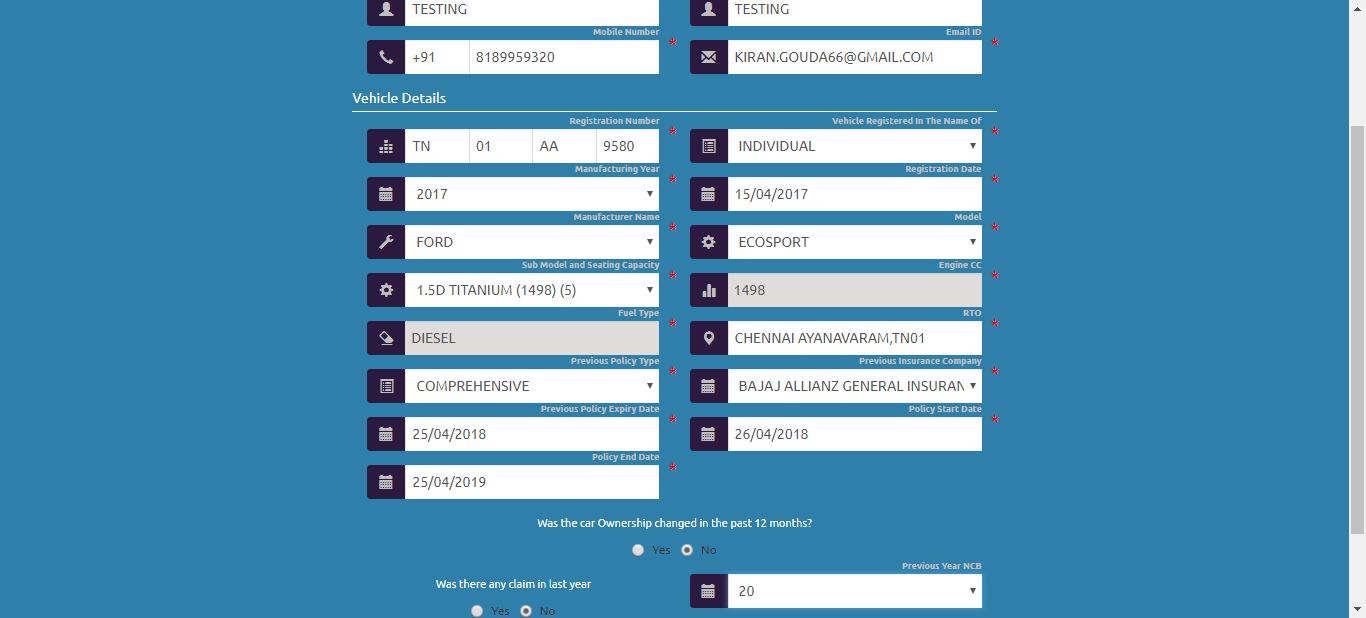 TESTING TESTING
Mobile Number Email ID
+91 8189959320 KIRAN.GOUDA66@GMAIL.COM
Vehicle Details
Registration Number Vehicle Registered In The Name Of
TN 01 AA 9580 INDIVIDUAL
Manufacturing Year Registration Date
2017 15/04/2017
Manufacturer Name Model
FORD ECOSPORT
Sub Model and Seating Capacity Engine CC
1.5D TITANIUM (1498) (5) 1498
Fuel Type RTO
DIESEL CHENNAI AYANAVARAM,TN01
Previous Policy Type Previous Insurance Company
COMPREHENSIVE BAJAJ ALLIANZ GENERAL INSURAN
Previous Policy Expiry Date Policy Start Date
25/04/2018 26/04/2018
Policy End Date
25/04/2019
Was the car Ownership changed in the past 12 months?
Yes No
Previous Year NCB
Was there any claim in last year 20
Yes No